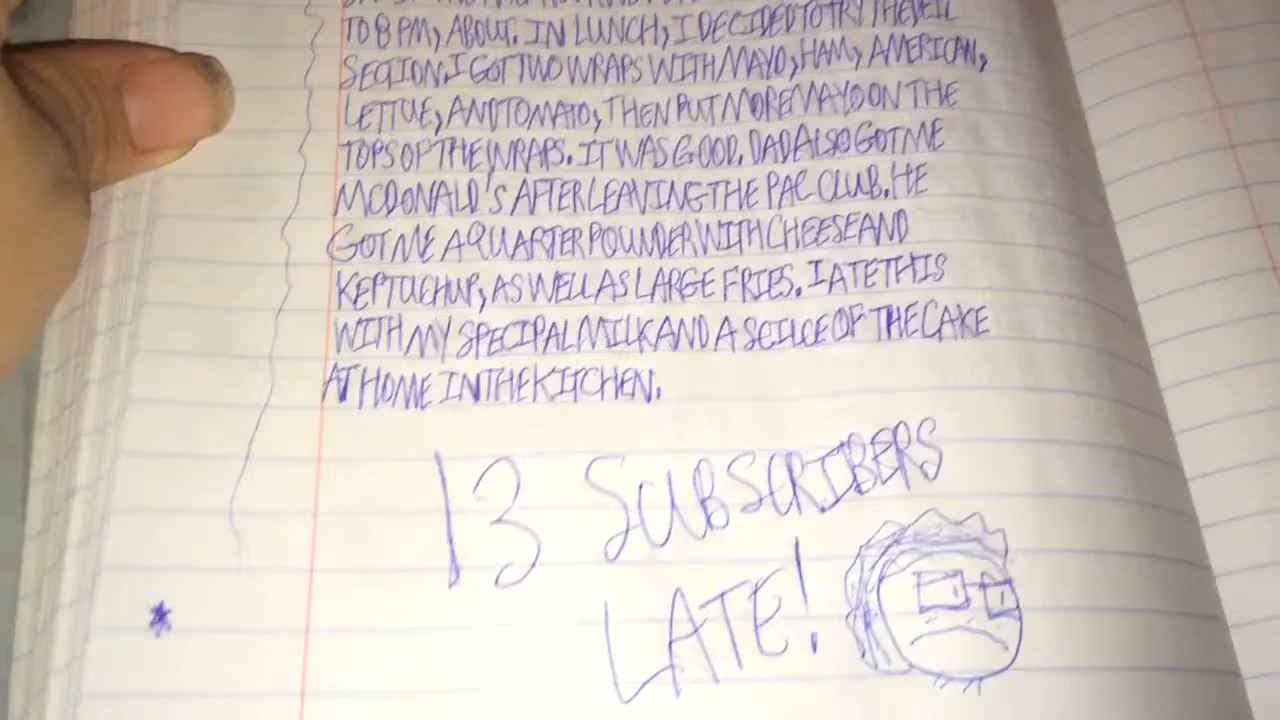 TO 8 PM, ABOUT. IN LUNCH, I DECIDED TO TRY THE DELI
SECTION. I GOT TWO WRAPS WITH MAYO, HAM, AMERICAN,
LETTUE, AND TOMATO, THEN PUT MORE MAYO ON THE
TOPS OF THE WRAPS. IT WAS GOOD. DAD ALSO GOT ME
MCDONALD'S AFTER LEAVING THE PAC CLUB. HE
GOT ME A QUARTER POUNDER WITH CHEESE AND
KEPTUCHUP, AS WELL AS LARGE FRIES. I ATE THIS
WITH MY SPECIPAL MILK AND A SCILCE OF THE CAKE
AT HOME IN THE KITCHEN.
13 SUBSCRIBERS
LATE!
*